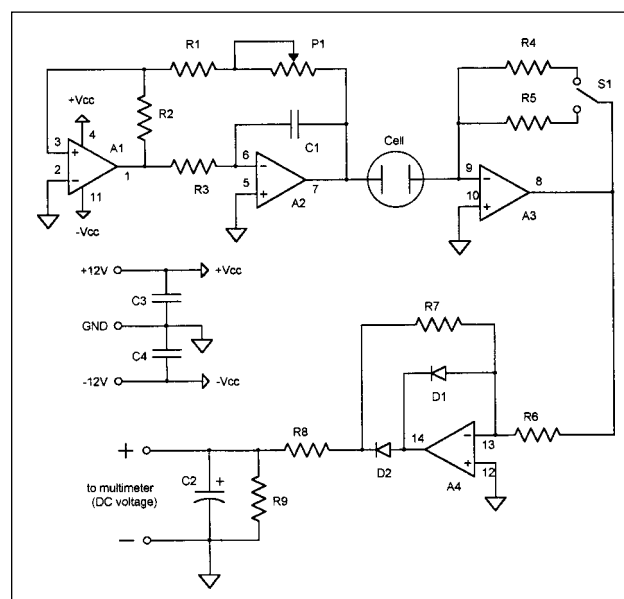 R1
P1
R4
S1
+Vcc
R2
C1
R5
A1
Cell
3
4
+
6
−
9
−
8
2
−
1
R3
5
+
7
10
+
11
A2
A3
-Vcc
+12V
+Vcc
C3
R7
GND
C4
D1
-12V
-Vcc
R8
14
−
13
R6
+
D2
+
12
to multimeter
(DC voltage)
C2
+
R9
A4
−